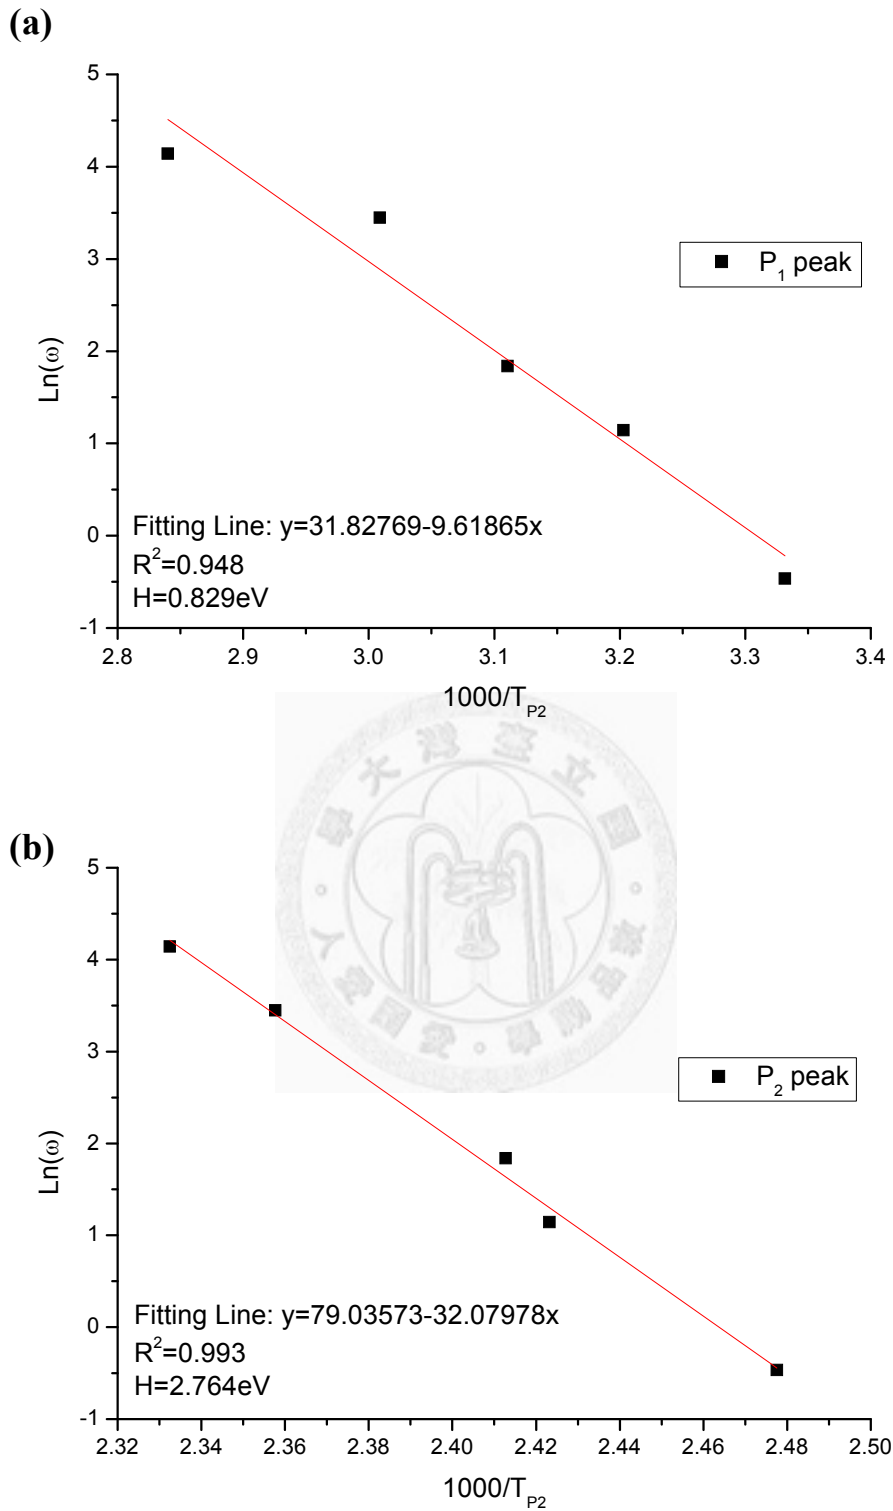 (a)
5
4
3
2
1
0
-1
Ln(ω)
P1 peak
Fitting Line: y=31.82769-9.61865x
R2=0.948
H=0.829eV
2.8 2.9 3.0 3.1 3.2 3.3 3.4
1000/TP2
(b)
5
4
3
2
1
0
-1
Ln(ω)
P2 peak
Fitting Line: y=79.03573-32.07978x
R2=0.993
H=2.764eV
2.32 2.34 2.36 2.38 2.40 2.42 2.44 2.46 2.48 2.50
1000/TP2